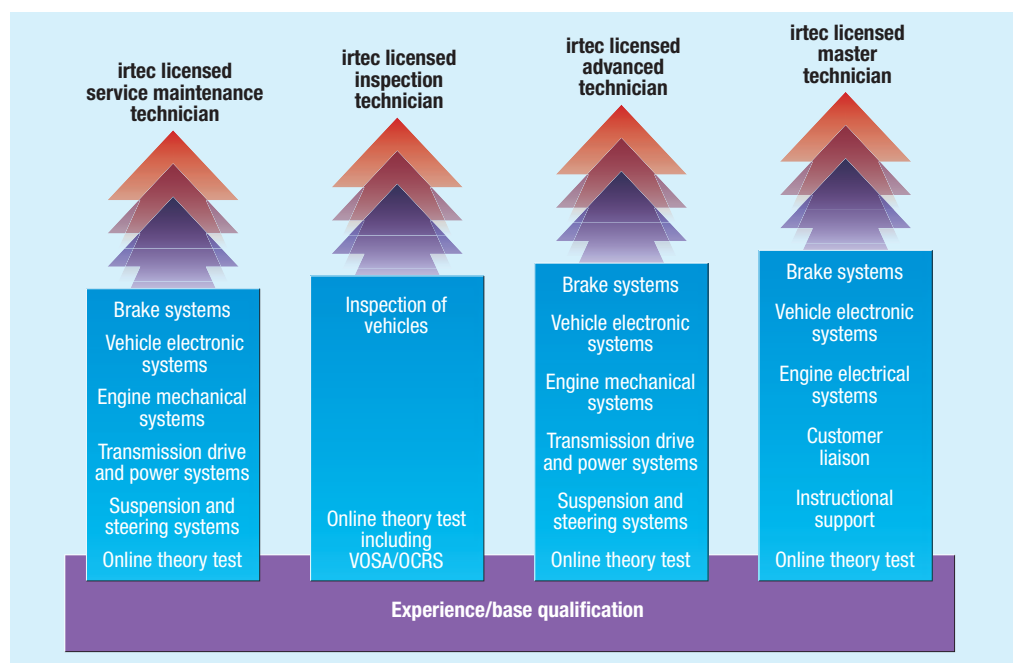 irtec licensed
service maintenance
technician
Brake systems
Vehicle electronic
systems
Engine mechanical
systems
Transmission drive
and power systems
Suspension and
steering systems
Online theory test
irtec licensed
inspection
technician
Inspection of
vehicles
Online theory test
including
VOSA/OCRS
irtec licensed
advanced
technician
Brake systems
Vehicle electronic
systems
Engine mechanical
systems
Transmission drive
and power systems
Suspension and
steering systems
Online theory test
irtec licensed
master
technician
Brake systems
Vehicle electronic
systems
Engine electrical
systems
Customer
liaison
Instructional
support
Online theory test
Experience/base qualification